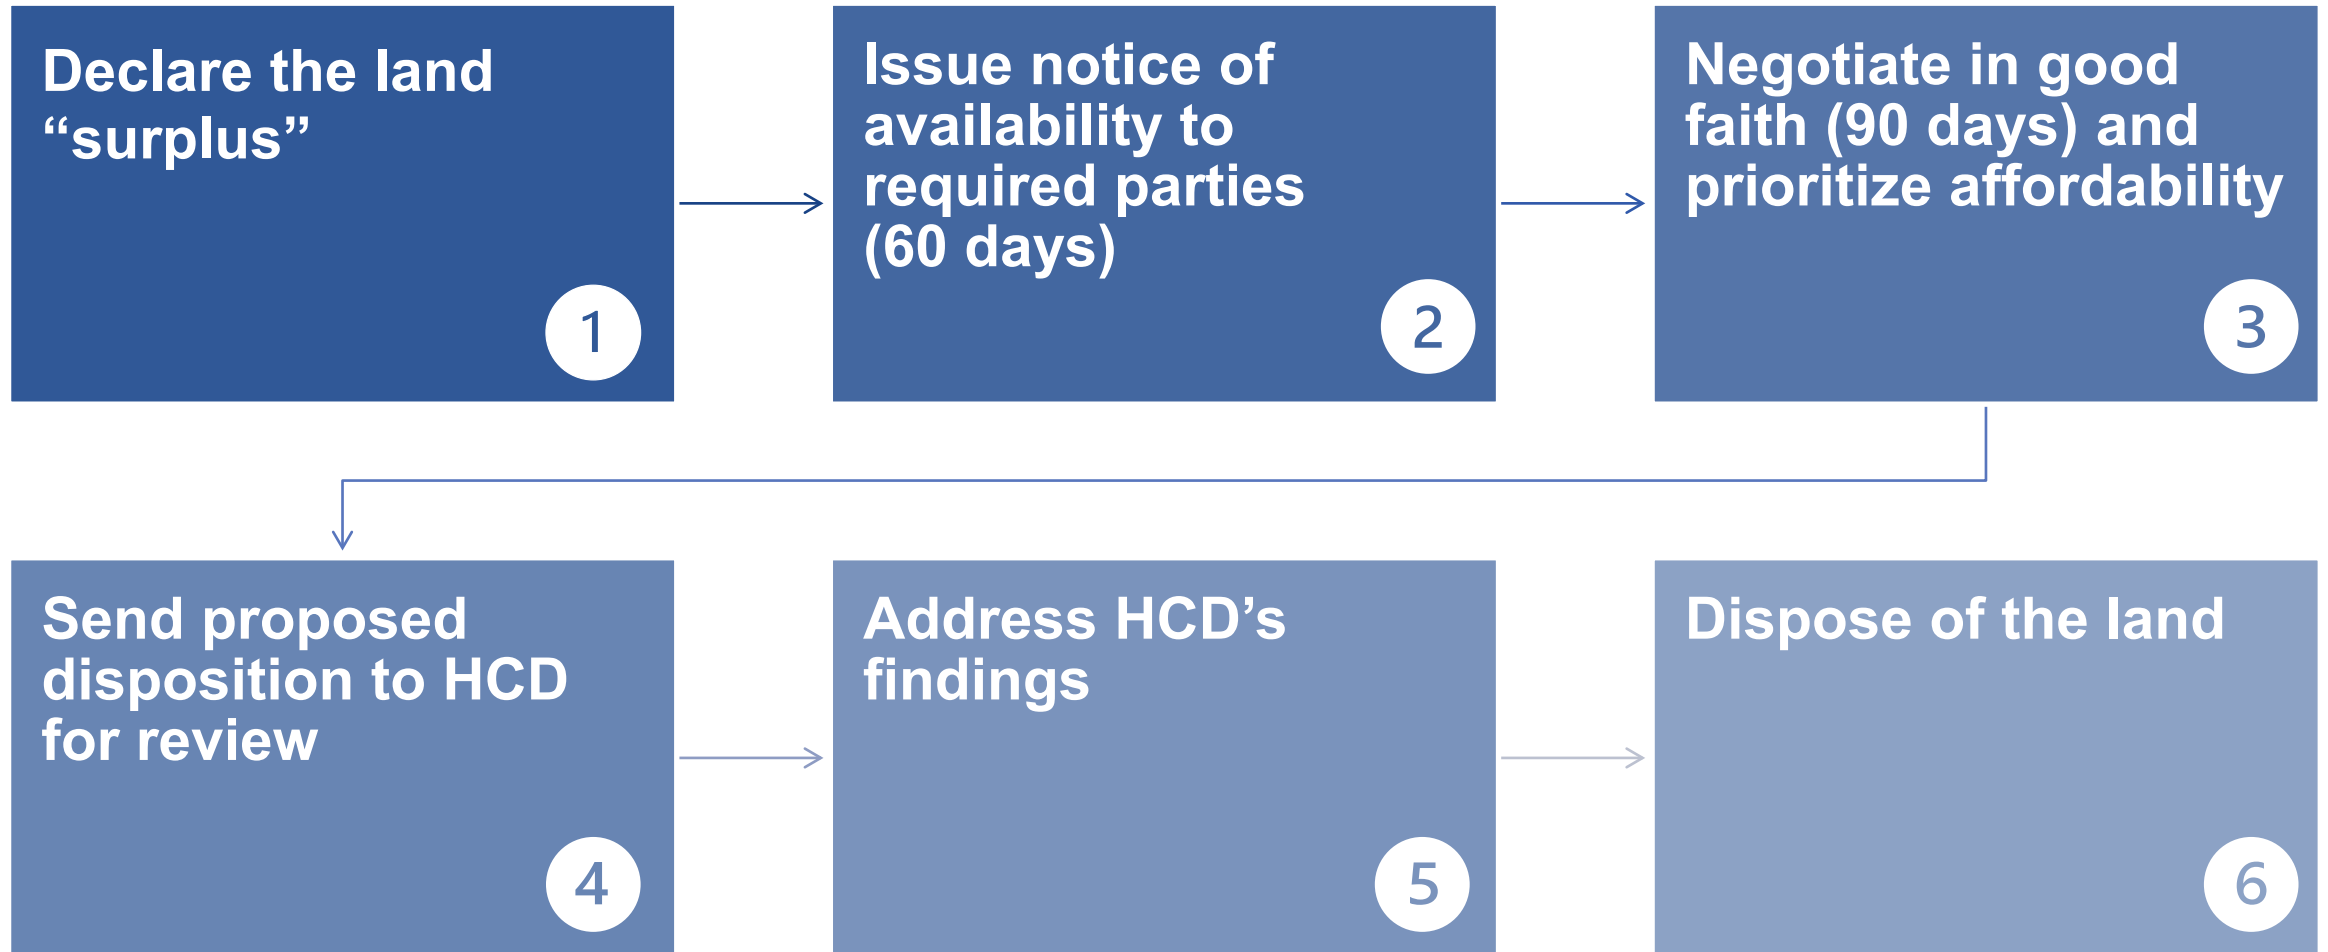 Declare the land
“surplus”
1
Issue notice of
availability to
required parties
(60 days)
2
Negotiate in good
faith (90 days) and
prioritize affordability
3
Send proposed
disposition to HCD
for review
4
Address HCD’s
findings
5
Dispose of the land
6